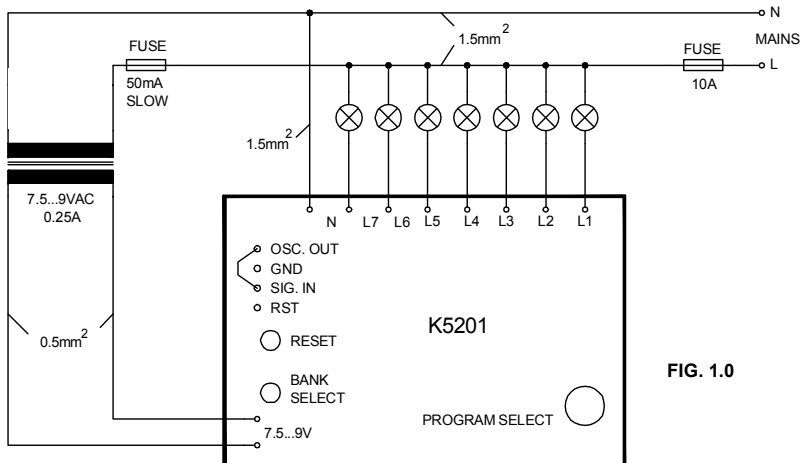 N
1.5mm²
MAINS
FUSE
FUSE
L
50mA
SLOW
10A
1.5mm²
7.5...9VAC
0.25A
N L7 L6 L5 L4 L3 L2 L1
OSC. OUT
GND
SIG. IN
RST
K5201
0.5mm²
RESET
FIG. 1.0
BANK
SELECT
PROGRAM SELECT
7.5...9V